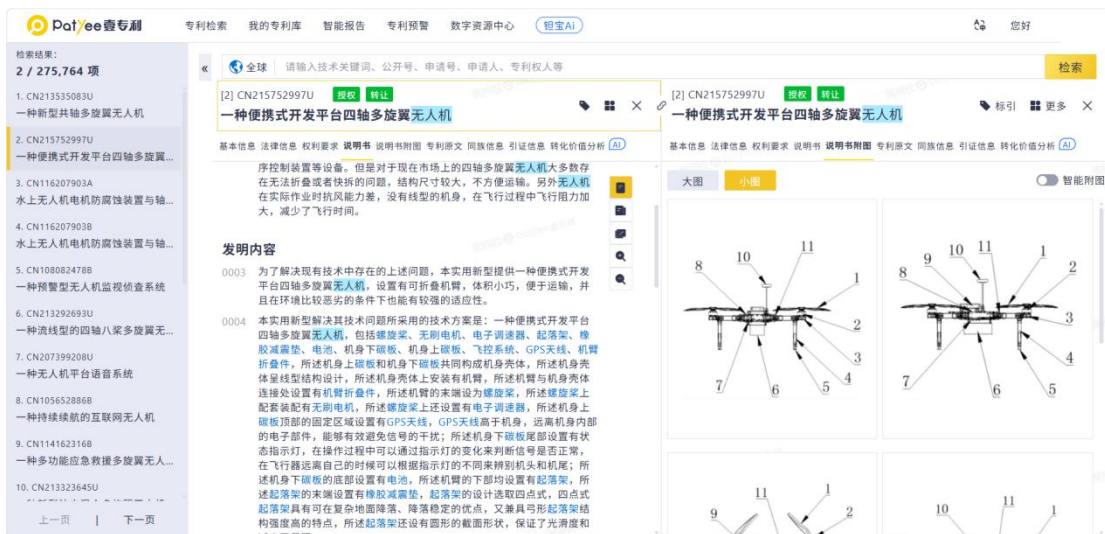 Patyee壹专利
专利检索 我的专利库 智能报告 专利预警 数字资源中心 钽宝Ai 您好
检索结果:
2 / 275,764 项
1. CN213535083U
一种新型共轴多旋翼无人机
2. CN215752997U
一种便携式开发平台四轴多旋翼...
3. CN116207903A
水上无人机电机防腐蚀装置与轴...
4. CN116207903B
水上无人机电机防腐蚀装置与轴...
5. CN108082478B
一种预警型无人机监视侦查系统
6. CN213292693U
一种流线型的四轴八桨多旋翼无...
7. CN207399208U
一种无人机平台语音系统
8. CN105652886B
一种持续续航的互联网无人机
9. CN114162316B
一种多功能应急救援多旋翼无人...
10. CN213323645U
上一页 | 下一页
« 全球 请输入技术关键词、公开号、申请号、申请人、专利权人等 检索
[2] CN215752997U 授权 转让
一种便携式开发平台四轴多旋翼无人机
基本信息 法律信息 权利要求 说明书 说明书附图 专利原文 同族信息 引证信息 转化价值分析 AI
序控制装置等设备。但是对于现在市场上的四轴多旋翼无人机大多数存
在无法折叠或者快拆的问题，结构尺寸较大，不方便运输。另外无人机
在实际作业时抗风能力差，没有线型的机身，在飞行过程中飞行阻力加
大，减少了飞行时间。
发明内容
0003 为了解决现有技术中存在的上述问题，本实用新型提供一种便携式开发
平台四轴多旋翼无人机，设置有可折叠机臂，体积小巧，便于运输，并
且在环境比较恶劣的条件下也能有较强的适应性。
0004 本实用新型解决其技术问题所采用的技术方案是：一种便携式开发平台
四轴多旋翼无人机，包括螺旋桨、无刷电机、电子调速器、起落架、橡
胶减震垫、电池、机身下碳板、机身上碳板、飞控系统、GPS天线、机臂
折叠件，所述机身上碳板和机身下碳板共同构成机身壳体，所述机身壳
体呈线型结构设计，所述机身壳体上安装有机臂，所述机臂与机身壳体
连接处设置有机臂折叠件，所述机臂的末端设为螺旋桨，所述螺旋桨上
配套装配有无刷电机，所述螺旋桨上还设置有电子调速器，所述机身上
碳板顶部的固定区域设置有GPS天线，GPS天线高于机身，远离机身内部
的电子部件，能够有效避免信号的干扰；所述机身下碳板尾部设置有状
态指示灯，在操作过程中可以通过指示灯的变化来判断信号是否正常，
在飞行器远离自己的时候可以根据指示灯的不同来辨别机头和机尾；所
述机身下碳板的底部设置有电池，所述机臂的下部均设置有起落架，所
述起落架的末端设置有橡胶减震垫，起落架的设计选取四点式，四点式
起落架具有可在复杂地面降落、降落稳定的优点，又兼具弓形起落架结
构强度高的特点，所述起落架还设有圆形的截面形状，保证了光滑度和
[2] CN215752997U 授权 转让
一种便携式开发平台四轴多旋翼无人机 标引 更多
基本信息 法律信息 权利要求 说明书 说明书附图 专利原文 同族信息 引证信息 转化价值分析 AI
大图 小图 智能附图
8 10 11 1 2 3 4 5 6 7
8 9 10 11 1 2 3 4 5 6 7
9 11 1 2
10 11 1